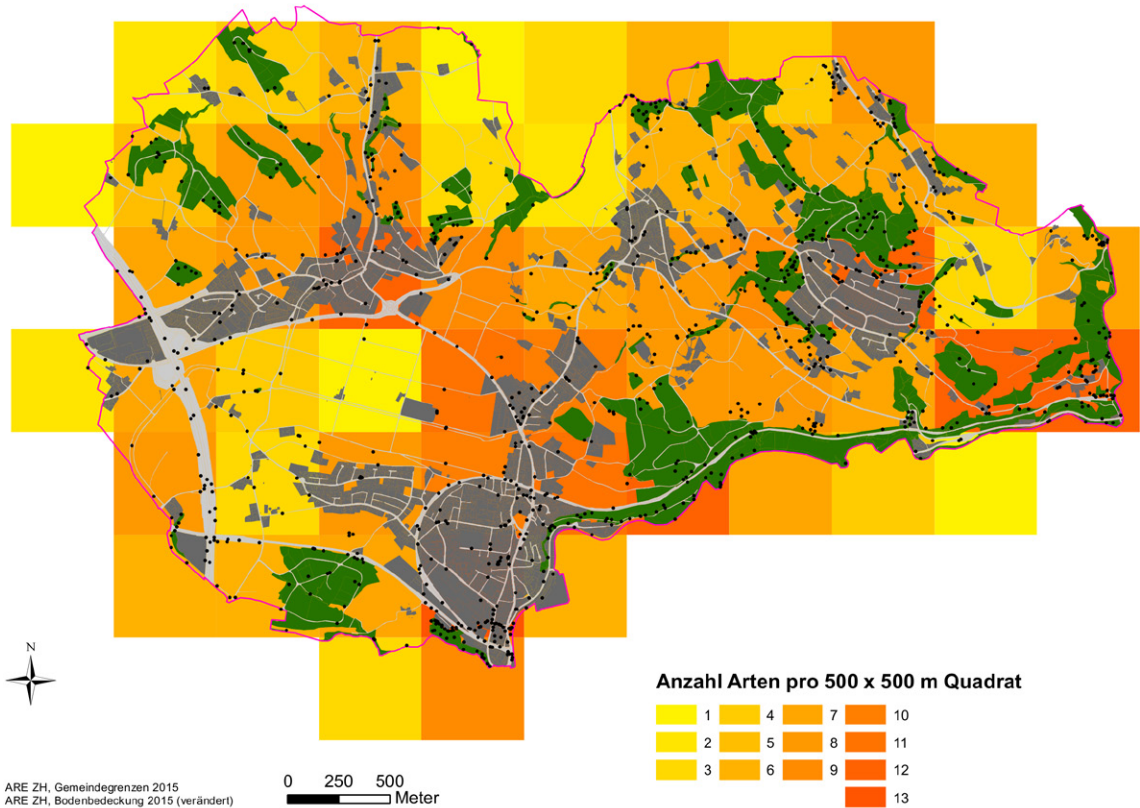 N
Anzahl Arten pro 500 x 500 m Quadrat
1 4 7 10
2 5 8 11
3 6 9 12
13
0 250 500
Meter
ARE ZH, Gemeindegrenzen 2015
ARE ZH, Bodenbedeckung 2015 (verändert)